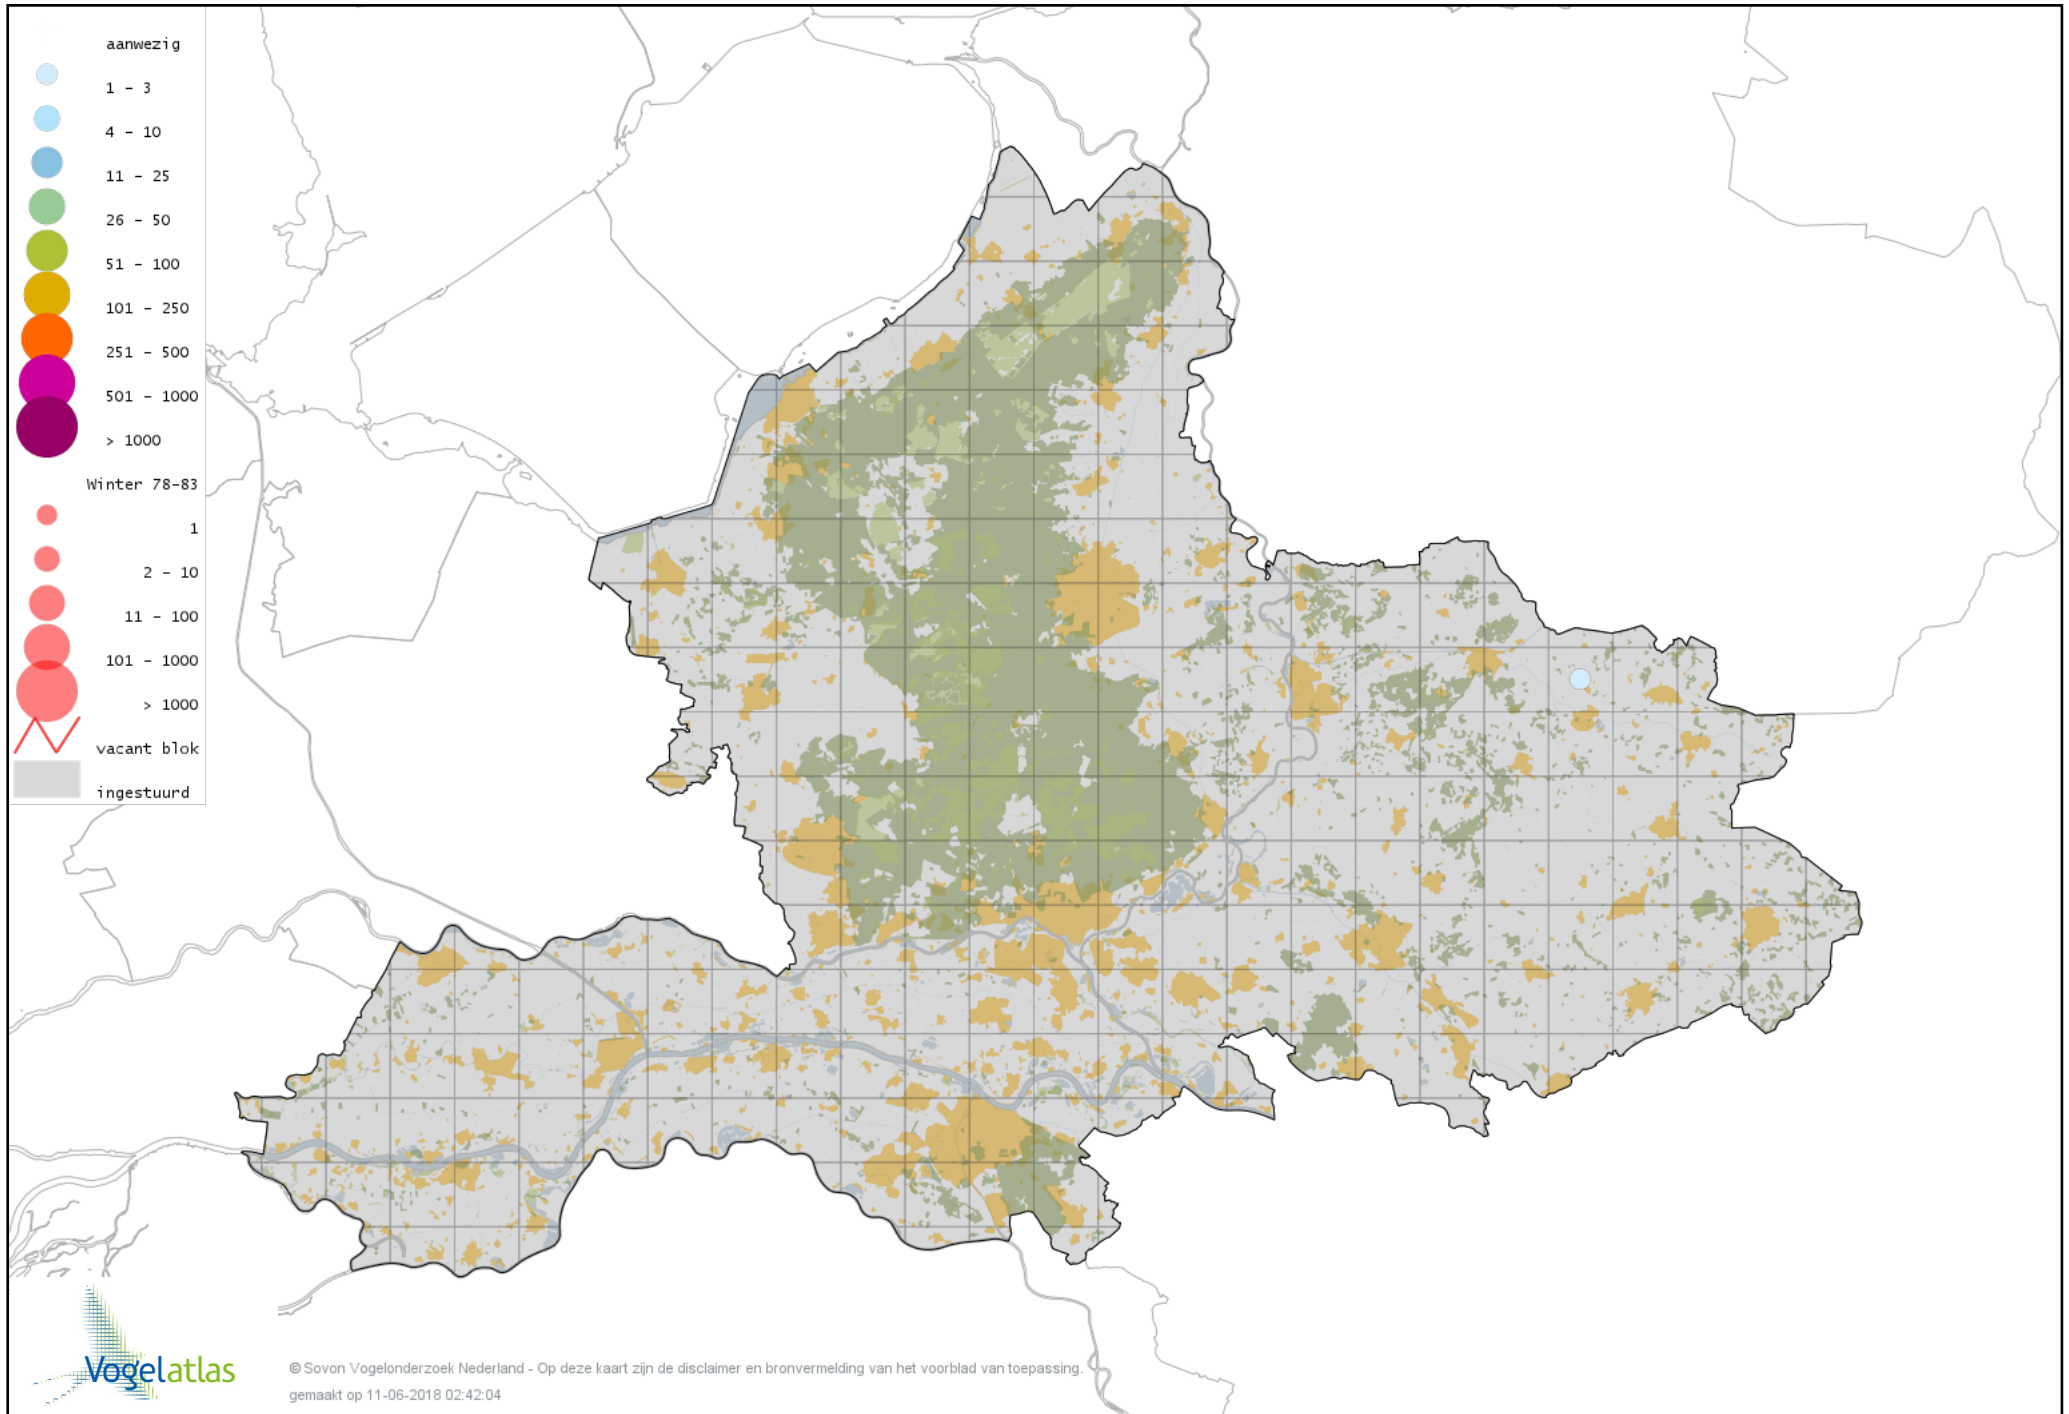 aanwezig
1 - 3
4 - 10
11 - 25
26 - 50
51 - 100
101 - 250
251 - 500
501 - 1000
> 1000
Winter 78-83
1
2 - 10
11 - 100
101 - 1000
> 1000
vacant blok
ingestuurd
Vogelatlas
© Sovon Vogelonderzoek Nederland - Op deze kaart zijn de disclaimer en bronvermelding van het voorblad van toepassing.
gemaakt op 11-06-2018 02:42:04